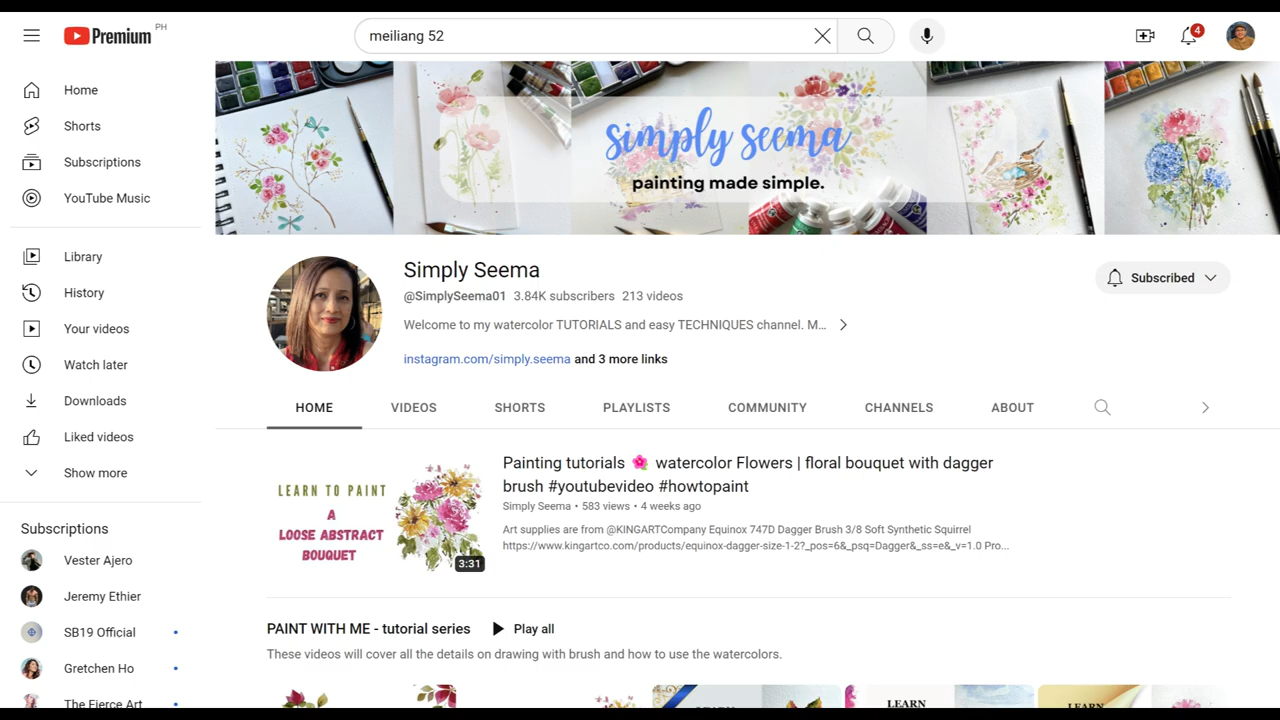 Premium PH
meiliang 52
4
Home
Shorts
Subscriptions
YouTube Music
Library
History
Your videos
Watch later
Downloads
Liked videos
Show more
Subscriptions
Vester Ajero
Jeremy Ethier
SB19 Official
Gretchen Ho
The Fierce Art
simply seema
painting made simple.
Simply Seema
@SimplySeema01 3.84K subscribers 213 videos
Welcome to my watercolor TUTORIALS and easy TECHNIQUES channel. M...
instagram.com/simply.seema and 3 more links
Subscribed
HOME VIDEOS SHORTS PLAYLISTS COMMUNITY CHANNELS ABOUT
LEARN TO PAINT
A
LOOSE ABSTRACT
BOUQUET
3:31
Painting tutorials 🌺 watercolor Flowers | floral bouquet with dagger
brush #youtubevideo #howtopaint
Simply Seema • 583 views • 4 weeks ago
Art supplies are from @KINGARTCompany Equinox 747D Dagger Brush 3/8 Soft Synthetic Squirrel
https://www.kingartco.com/products/equinox-dagger-size-1-2?_pos=6&_psq=Dagger&_ss=e&_v=1.0 Pro...
PAINT WITH ME - tutorial series Play all
These videos will cover all the details on drawing with brush and how to use the watercolors.
LEARN
LEARN